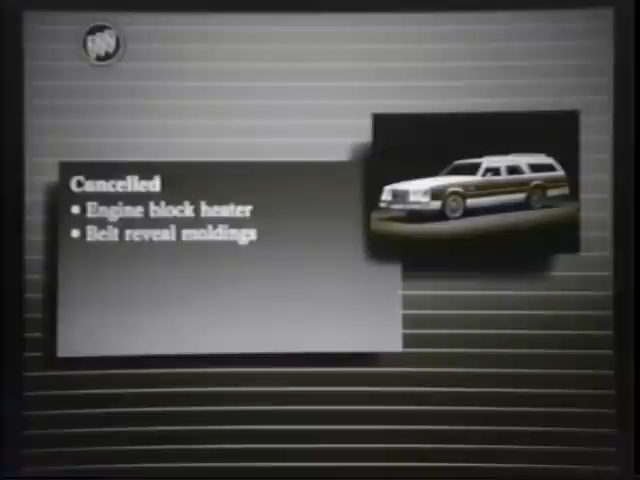 Cancelled
• Engine block heater
• Belt reveal moldings